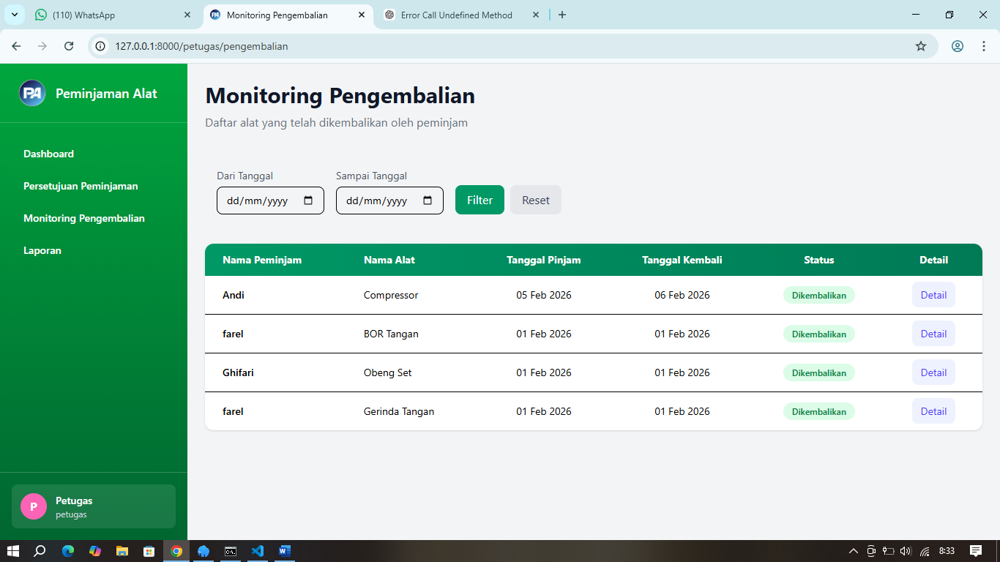 (110) WhatsApp
Monitoring Pengembalian
Error Call Undefined Method
127.0.0.1:8000/petugas/pengembalian
PA
Peminjaman Alat
Dashboard
Persetujuan Peminjaman
Monitoring Pengembalian
Laporan
P
Petugas
petugas
Monitoring Pengembalian
Daftar alat yang telah dikembalikan oleh peminjam
Dari Tanggal Sampai Tanggal
dd/mm/yyyy dd/mm/yyyy Filter Reset
Nama Peminjam Nama Alat Tanggal Pinjam Tanggal Kembali Status Detail
Andi Compressor 05 Feb 2026 06 Feb 2026 Dikembalikan Detail
farel BOR Tangan 01 Feb 2026 01 Feb 2026 Dikembalikan Detail
Ghifari Obeng Set 01 Feb 2026 01 Feb 2026 Dikembalikan Detail
farel Gerinda Tangan 01 Feb 2026 01 Feb 2026 Dikembalikan Detail
8:33